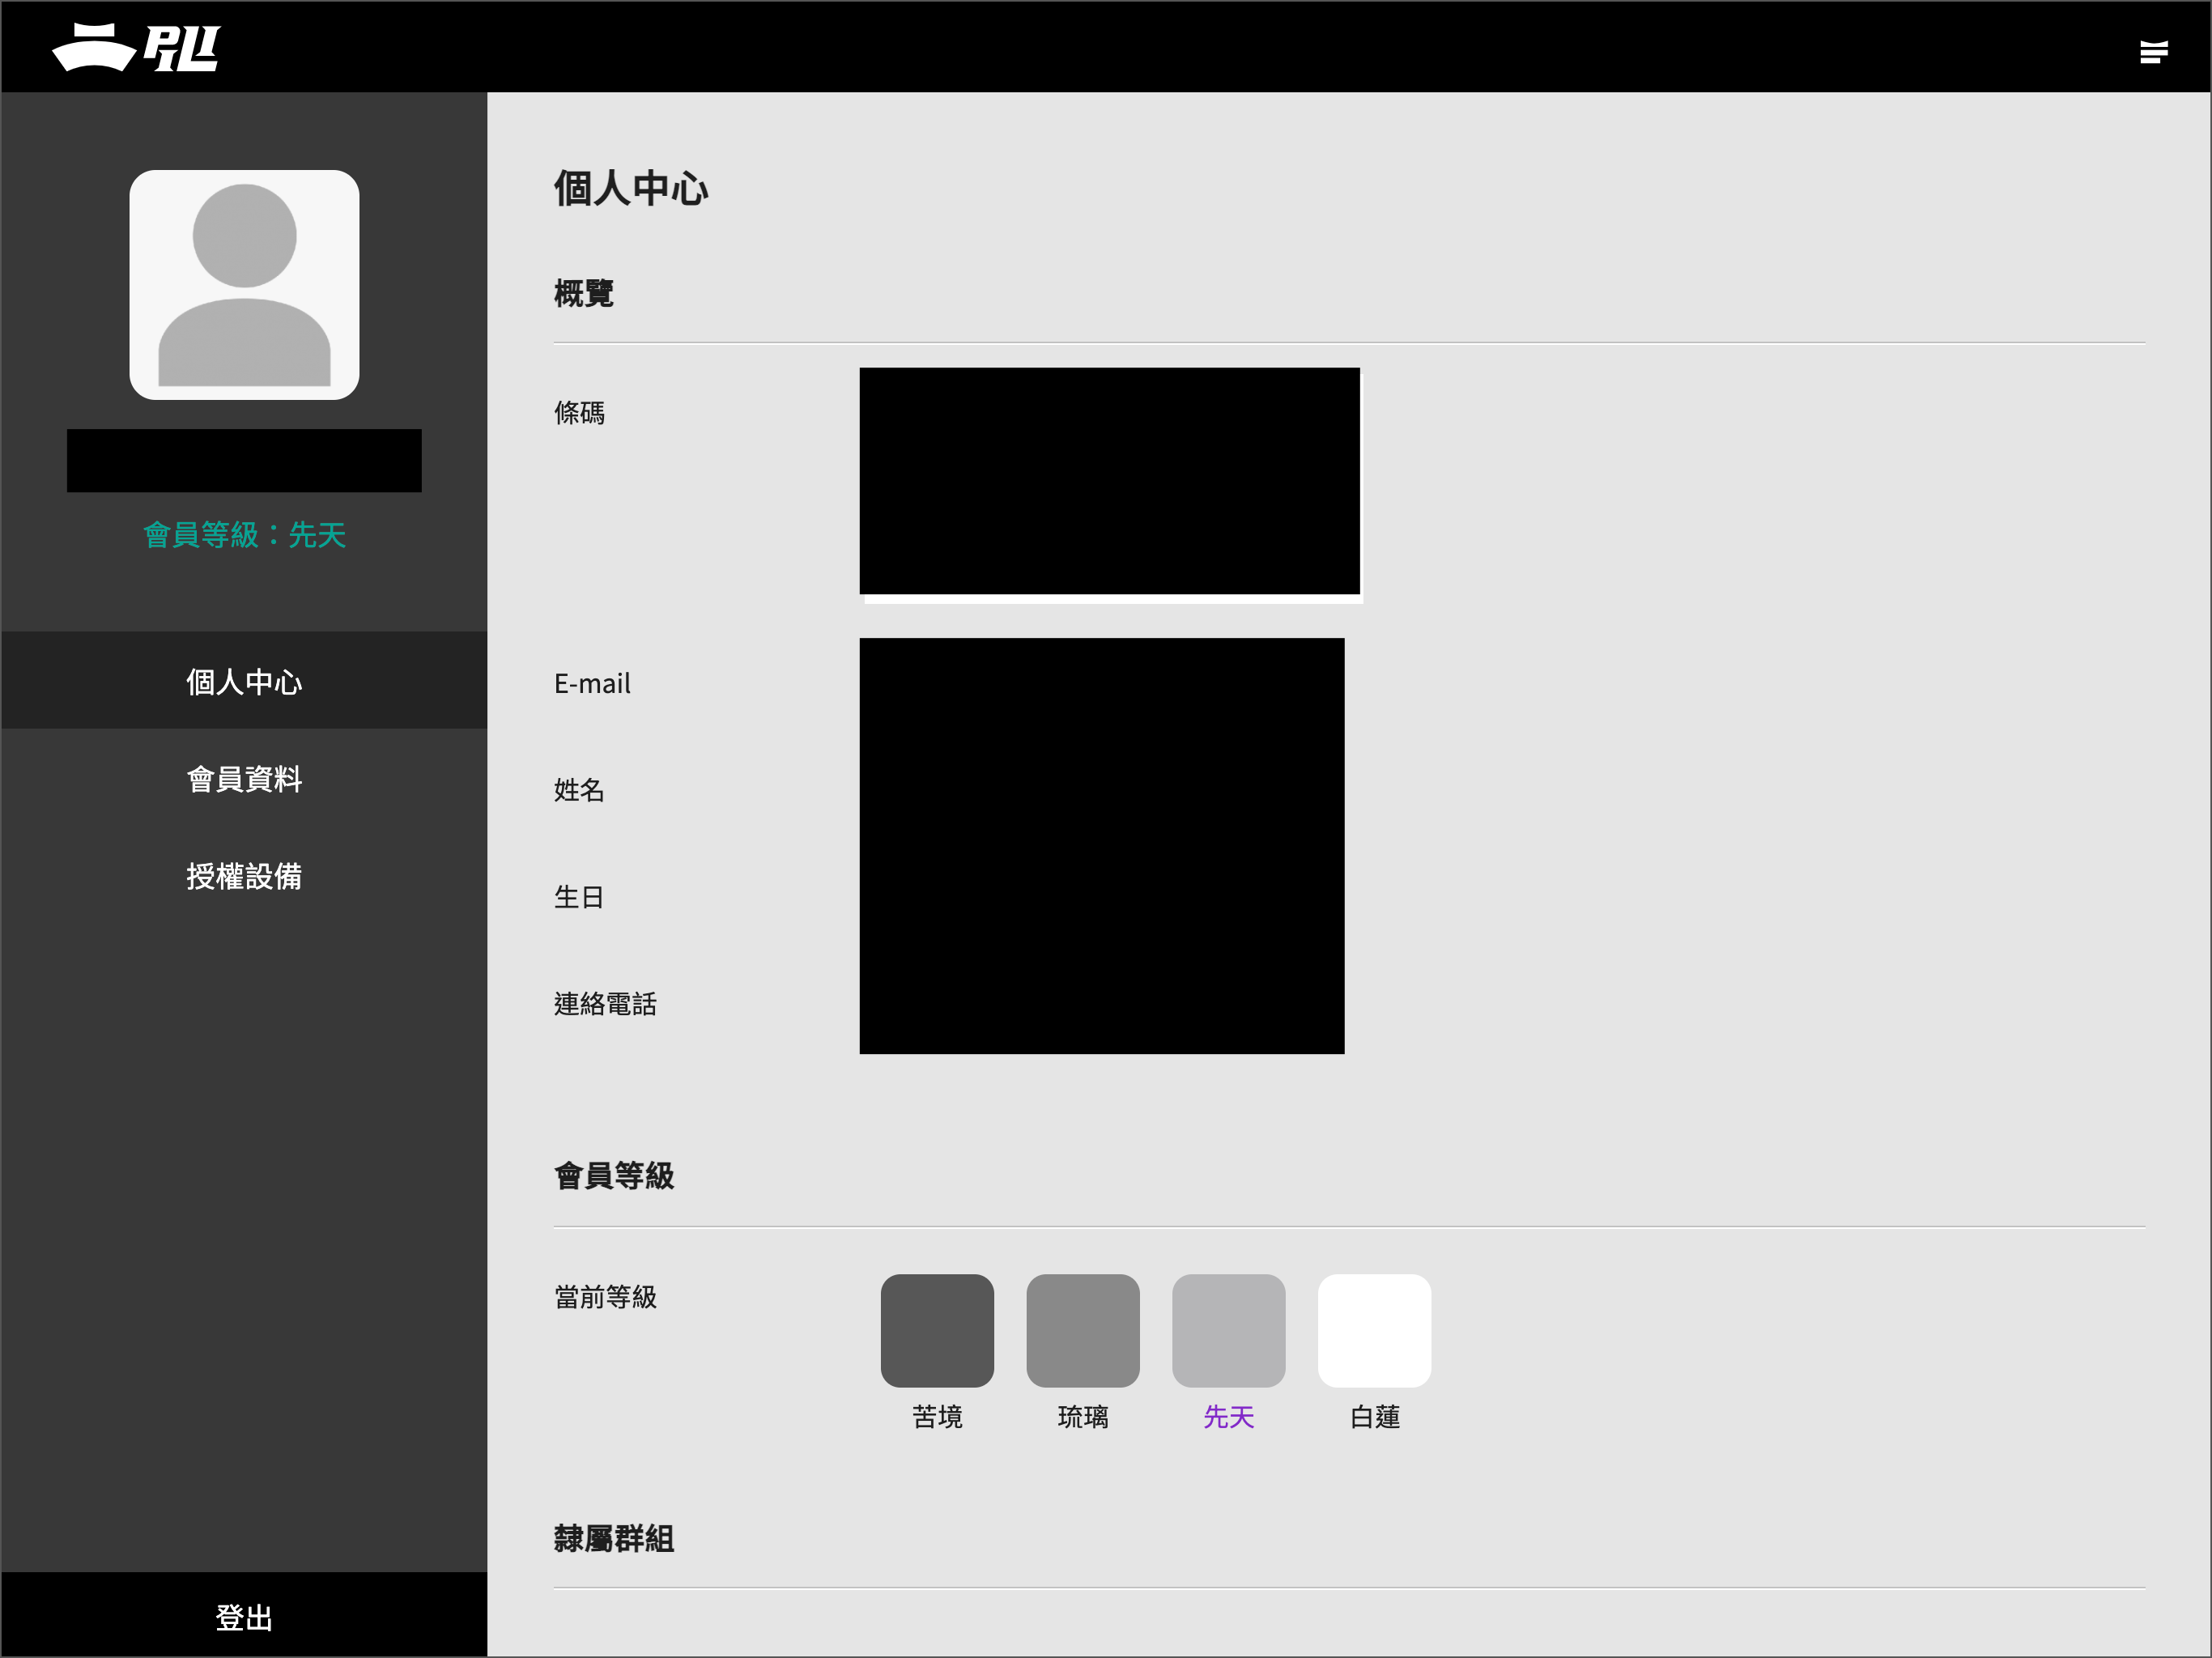 PILI
會員等級：先天
個人中心
會員資料
授權設備
登出
個人中心
概覽
條碼
E-mail
姓名
生日
連絡電話
會員等級
當前等級
苦境
琉璃
先天
白蓮
隸屬群組